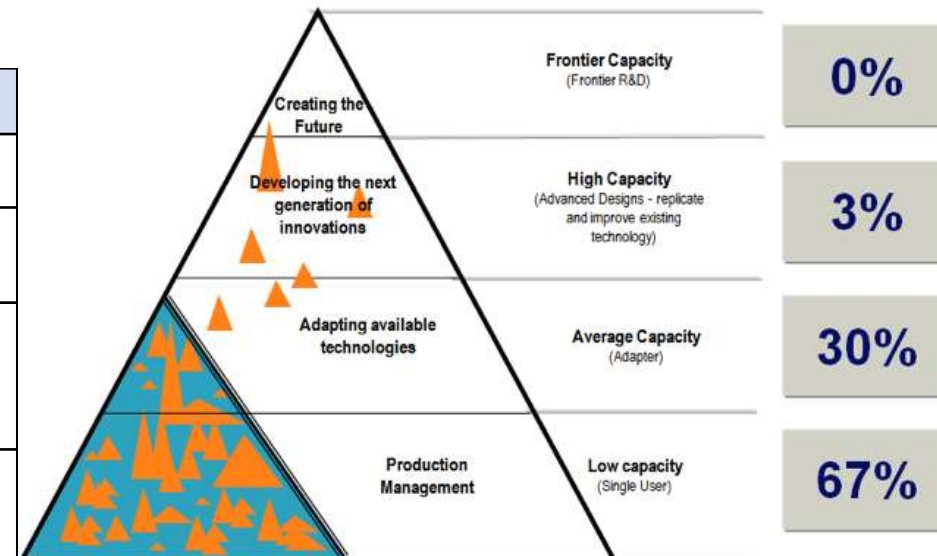 Creating the
Future
Frontier Capacity
(Frontier R&D)
0%
Developing the next
generation of
innovations
High Capacity
(Advanced Designs - replicate
and improve existing
technology)
3%
Adapting available
technologies
Average Capacity
(Adapter)
30%
Production
Management
Low capacity
(Single User)
67%